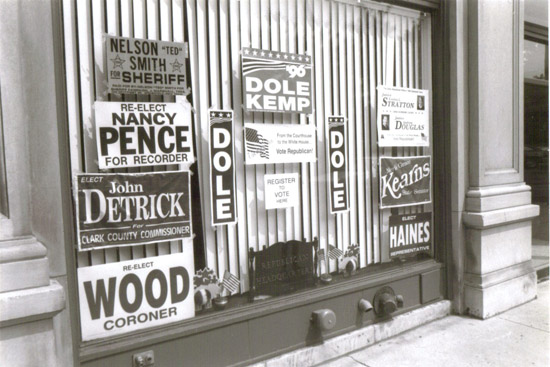 NELSON "TED"
SMITH
FOR SHERIFF
RE-ELECT
NANCY
PENCE
FOR RECORDER
ELECT
John
DETRICK
For
CLARK COUNTY COMMISSIONER
RE-ELECT
WOOD
CORONER
DOLE
'96
DOLE
KEMP
From the Courthouse
to the White House
Vote Republican!
REGISTER
TO
VOTE
HERE
REPUBLICAN
DOLE
STRATTON
DOUGLAS
Kearns
ELECT
HAINES
REPRESENTATIVE